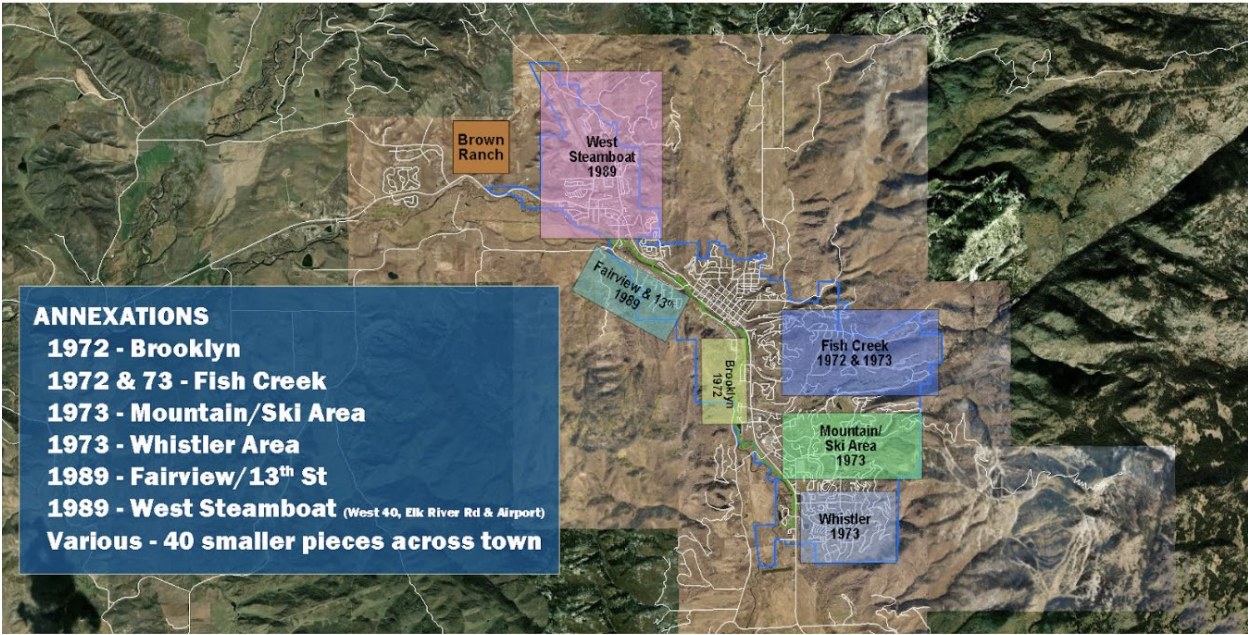 Brown
Ranch
West
Steamboat
1989
Fairview & 13th
1989
ANNEXATIONS
1972 - Brooklyn
1972 & 73 - Fish Creek
1973 - Mountain/Ski Area
1973 - Whistler Area
1989 - Fairview/13th St
1989 - West Steamboat (West 40, Elk River Rd & Airport)
Various - 40 smaller pieces across town
Fish Creek
1972 & 1973
Brooklyn
1972
Mountain/
Ski Area
1973
Whistler
1973